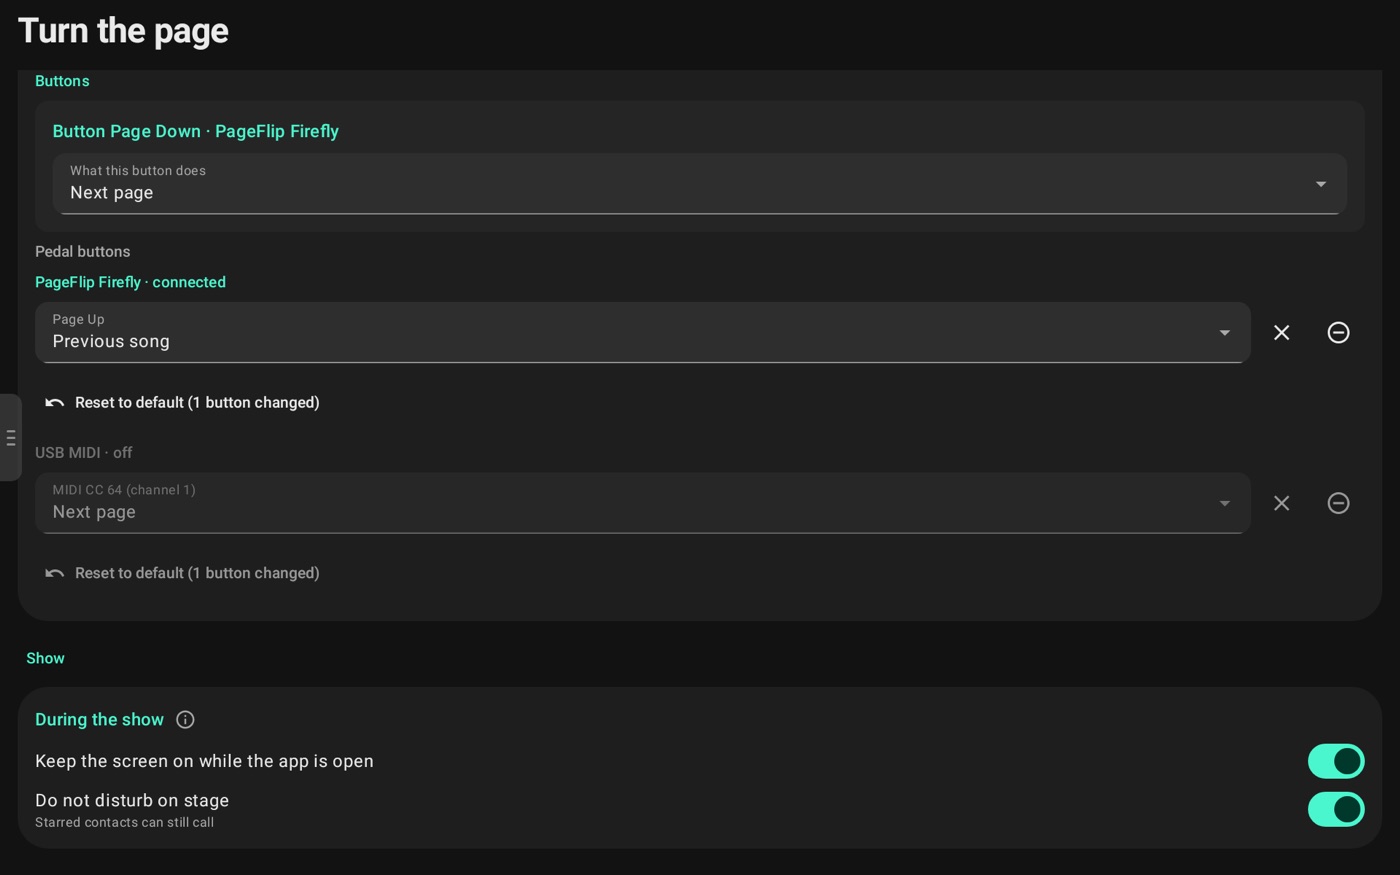 Turn the page
Buttons
Button Page Down · PageFlip Firefly
What this button does
Next page
Pedal buttons
PageFlip Firefly · connected
Page Up
Previous song
Reset to default (1 button changed)
USB MIDI · off
MIDI CC 64 (channel 1)
Next page
Reset to default (1 button changed)
Show
During the show
Keep the screen on while the app is open
Do not disturb on stage
Starred contacts can still call